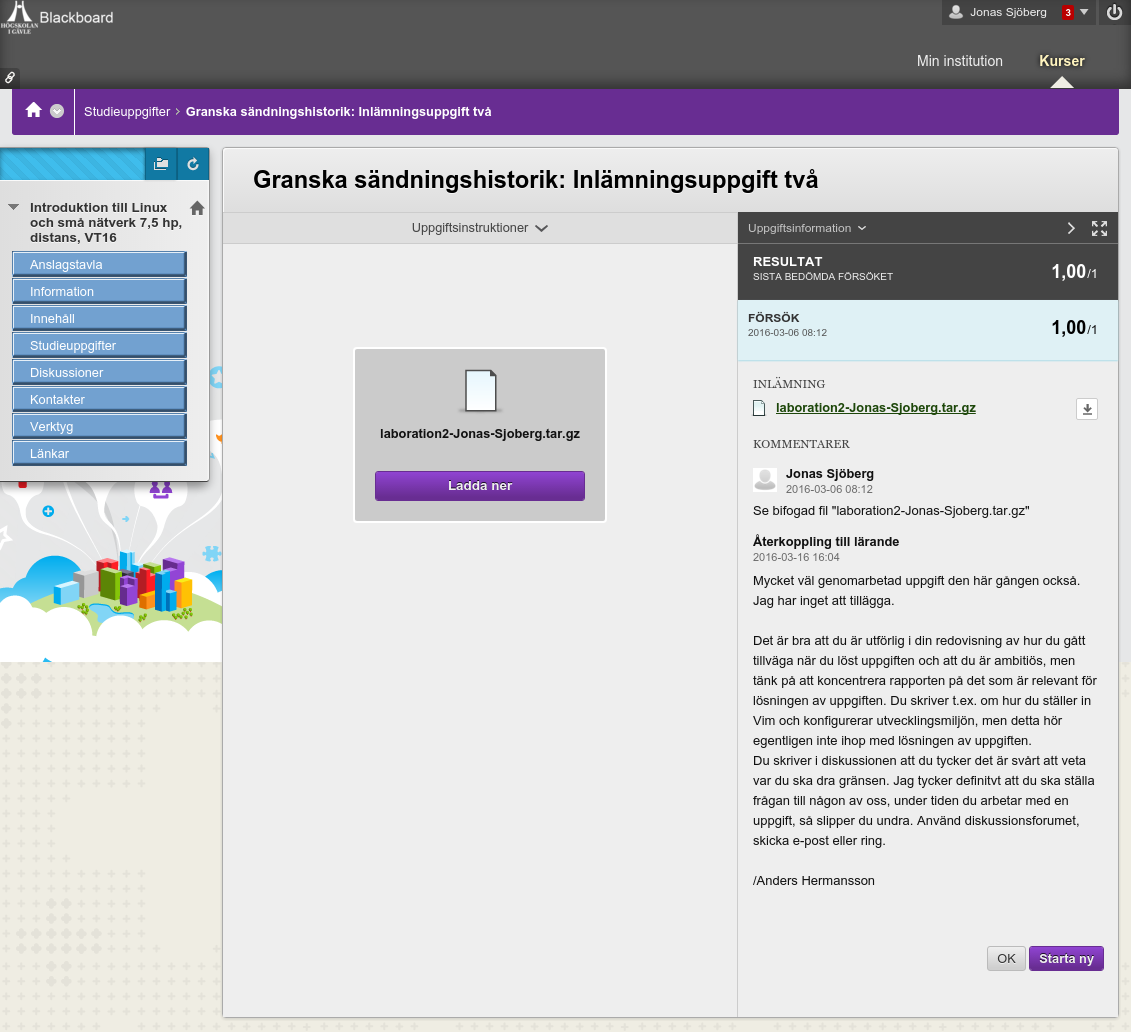 HÖGSKOLAN
I GÄVLE
Blackboard
Jonas Sjöberg
3
Min institution
Kurser
Studieuppgifter
Granska sändningshistorik: Inlämningsuppgift två
Introduktion till Linux
och små nätverk 7,5 hp,
distans, VT16
Anslagstavla
Information
Innehåll
Studieuppgifter
Diskussioner
Kontakter
Verktyg
Länkar
Granska sändningshistorik: Inlämningsuppgift två
Uppgiftsinstruktioner
laboration2-Jonas-Sjoberg.tar.gz
Ladda ner
Uppgiftsinformation
RESULTAT
SISTA BEDÖMDA FÖRSÖKET
1,00/1
FÖRSÖK
2016-03-06 08:12
1,00/1
INLÄMNING
laboration2-Jonas-Sjoberg.tar.gz
KOMMENTARER
Jonas Sjöberg
2016-03-06 08:12
Se bifogad fil "laboration2-Jonas-Sjoberg.tar.gz"
Återkoppling till lärande
2016-03-16 16:04
Mycket väl genomarbetad uppgift den här gången också.
Jag har inget att tillägga.
Det är bra att du är utförlig i din redovisning av hur du gått
tillväga när du löst uppgiften och att du är ambitiös, men
tänk på att koncentrera rapporten på det som är relevant för
lösningen av uppgiften. Du skriver t.ex. om hur du ställer in
Vim och konfigurerar utvecklingsmiljön, men detta hör
egentligen inte ihop med lösningen av uppgiften.
Du skriver i diskussionen att du tycker det är svårt att veta
var du ska dra gränsen. Jag tycker definitvt att du ska ställa
frågan till någon av oss, under tiden du arbetar med en
uppgift, så slipper du undra. Använd diskussionsforumet,
skicka e-post eller ring.
/Anders Hermansson
OK
Starta ny